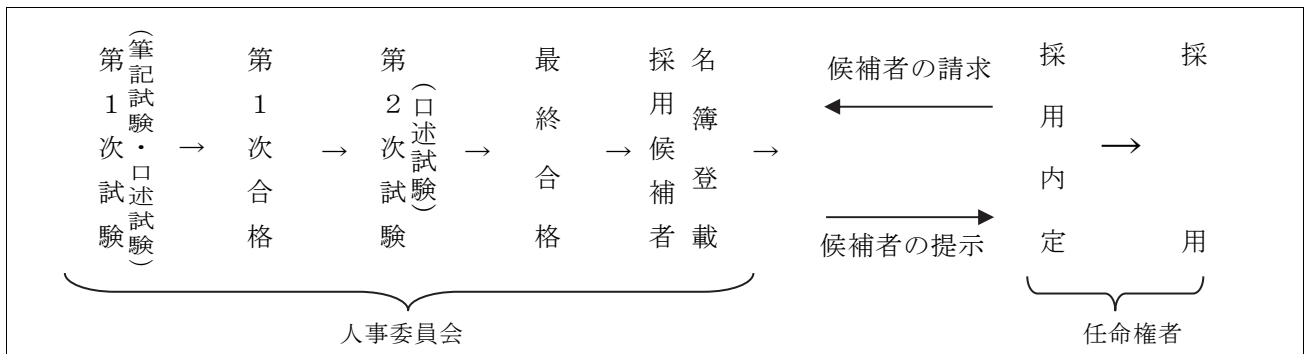 第１次試験
(筆記試験・口述試験)
→
第１次合格
→
第２次試験
(口述試験)
→
最終合格
→
採用候補者
名簿登載
→
候補者の請求
候補者の提示
採用内定
→
採用
人事委員会
任命権者